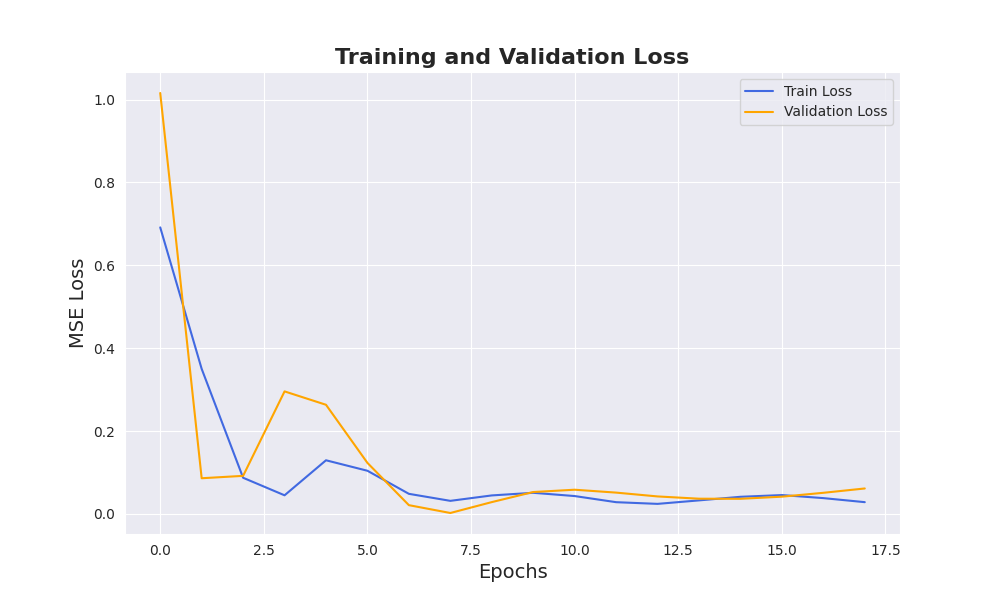 Training and Validation Loss
Train Loss
Validation Loss
MSE Loss
1.0
0.8
0.6
0.4
0.2
0.0
0.0 2.5 5.0 7.5 10.0 12.5 15.0 17.5
Epochs